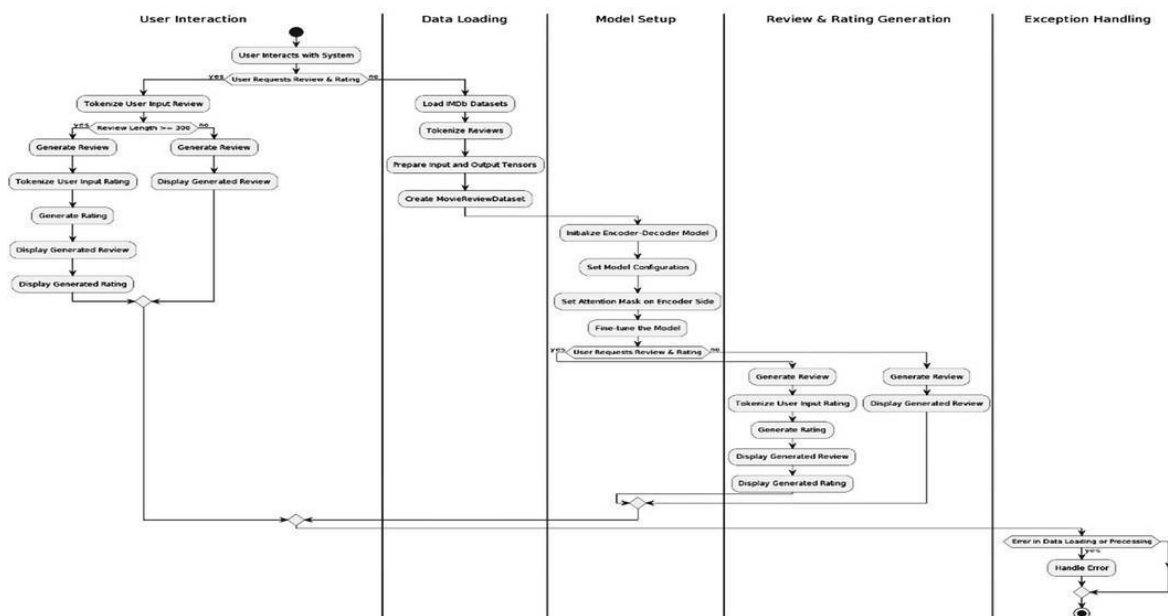 User Interaction
Data Loading
Model Setup
Review & Rating Generation
Exception Handling
User Interacts with System
yes
User Requests Review & Rating
no
Tokenize User Input Review
yes
Review Length >= 300
no
Generate Review
Generate Review
Tokenize User Input Rating
Display Generated Review
Generate Rating
Display Generated Review
Display Generated Rating
Load IMDb Datasets
Tokenize Reviews
Prepare Input and Output Tensors
Create MovieReviewDataset
Initialize Encoder-Decoder Model
Set Model Configuration
Set Attention Mask on Encoder Side
Fine-tune the Model
yes
User Requests Review & Rating
no
Generate Review
Generate Review
Tokenize User Input Rating
Display Generated Review
Generate Rating
Display Generated Review
Display Generated Rating
Error in Data Loading or Processing
yes
Handle Error